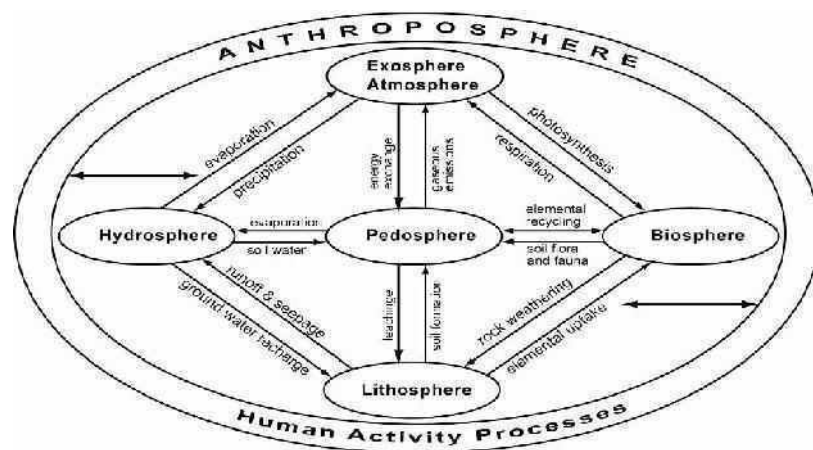 ANTHROPOSPHERE
Exosphere
Atmosphere
evaporation
precipitation
energy
exchange
gaseous
emissions
photosynthesis
respiration
Hydrosphere
evaporation
soil water
Pedosphere
elemental
recycling
soil flora
and fauna
Biosphere
runoff & seepage
ground water recharge
leaching
soil formation
rock weathering
elemental uptake
Lithosphere
Human Activity Processes